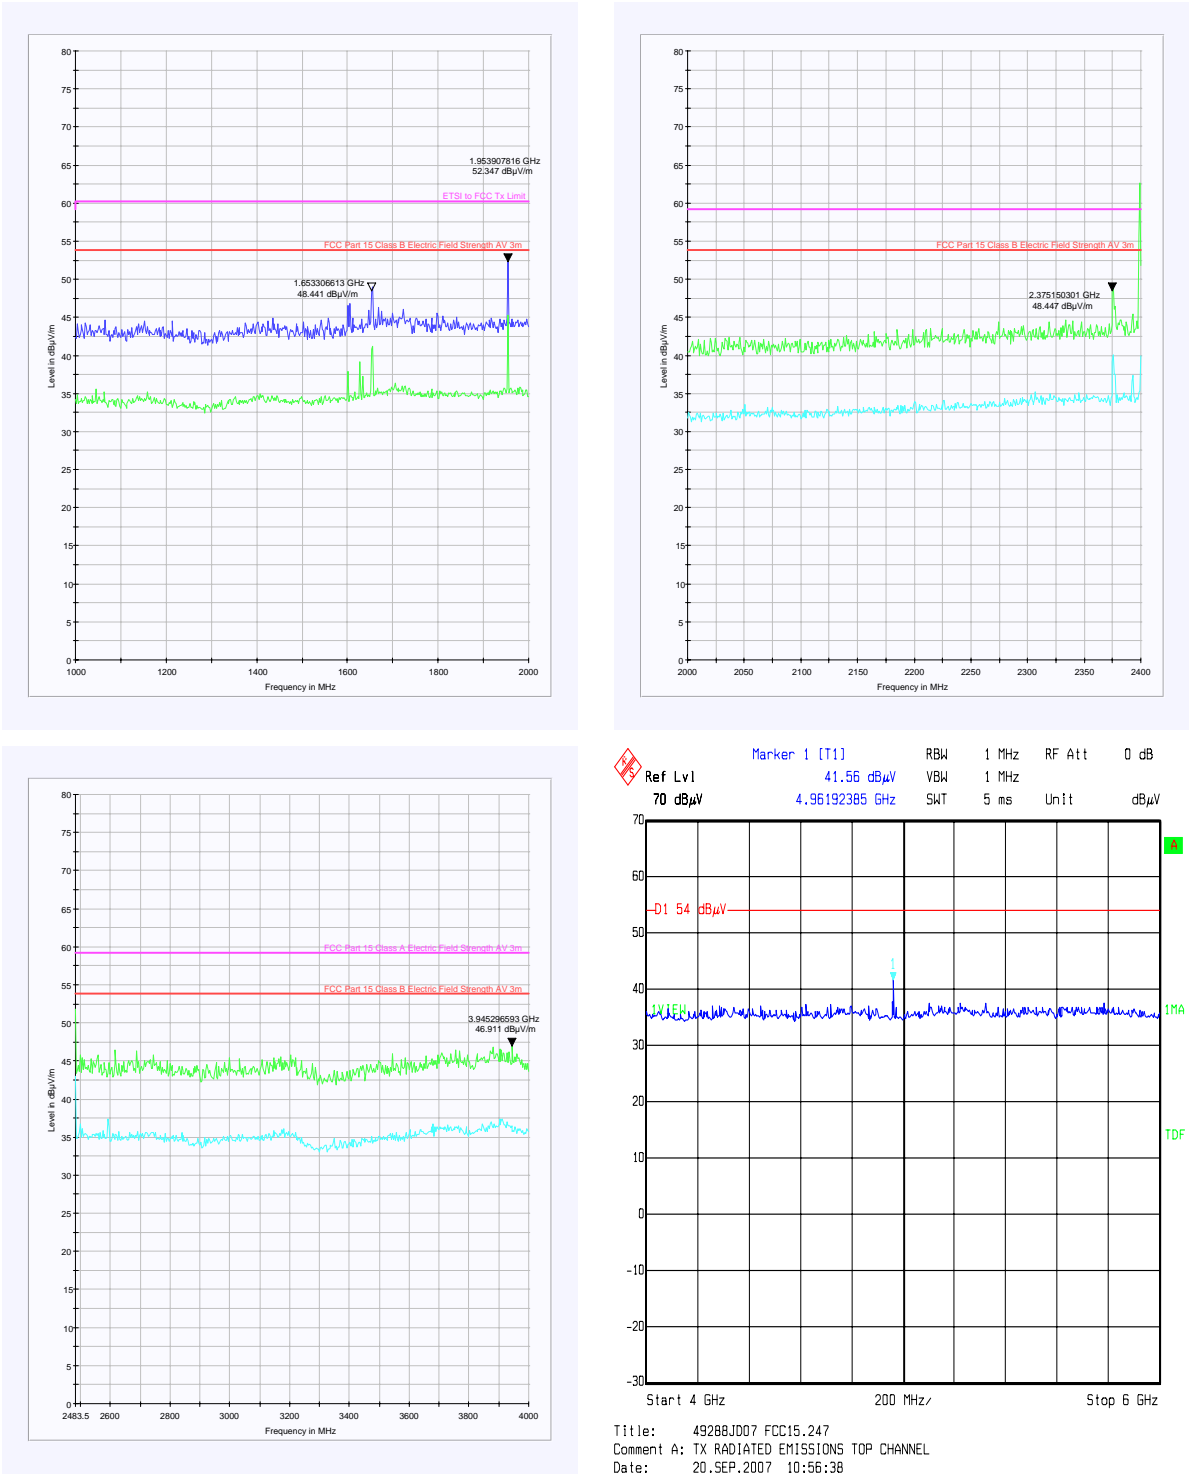 80
75
70
65
60
55
50
45
40
35
30
25
20
15
10
5
0
Level in dBµV/m
1.953907816 GHz
52.347 dBµV/m
ETSI to FCC Tx Limit
FCC Part 15 Class B Electric Field Strength AV 3m
1.653306613 GHz
48.441 dBµV/m
1000 1200 1400 1600 1800 2000
Frequency in MHz
80
75
70
65
60
55
50
45
40
35
30
25
20
15
10
5
0
Level in dBµV/m
FCC Part 15 Class B Electric Field Strength AV 3m
2.375150301 GHz
48.447 dBµV/m
2000 2050 2100 2150 2200 2250 2300 2350 2400
Frequency in MHz
80
75
70
65
60
55
50
45
40
35
30
25
20
15
10
5
0
Level in dBµV/m
FCC Part 15 Class A Electric Field Strength AV 3m
FCC Part 15 Class B Electric Field Strength AV 3m
3.945296593 GHz
46.911 dBµV/m
2483.5 2600 2800 3000 3200 3400 3600 3800 4000
Frequency in MHz
R S
Marker 1 [T1] RBW 1 MHz RF Att 0 dB
Ref Lvl 41.56 dBµV VBW 1 MHz
70 dBµV 4.96192385 GHz SWT 5 ms Unit dBµV
70
A
60
D1 54 dBµV
50
1
40
1VIEW 1MA
30
20
TDF
10
0
-10
-20
-30
Start 4 GHz 200 MHz/ Stop 6 GHz
Title: 49288JD07 FCC15.247
Comment A: TX RADIATED EMISSIONS TOP CHANNEL
Date: 20.SEP.2007 10:56:38